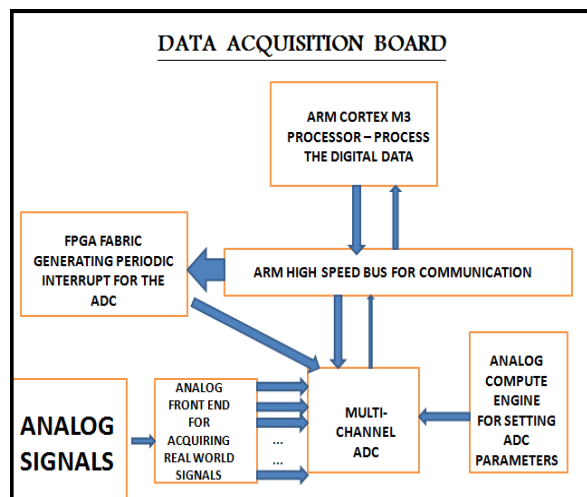 DATA ACQUISITION BOARD
ARM CORTEX M3
PROCESSOR – PROCESS
THE DIGITAL DATA
FPGA FABRIC
GENERATING PERIODIC
INTERRUPT FOR THE
ADC
ARM HIGH SPEED BUS FOR COMMUNICATION
ANALOG
SIGNALS
ANALOG
FRONT END
FOR
ACQUIRING
REAL WORLD
SIGNALS
...
...
MULTI-
CHANNEL
ADC
ANALOG
COMPUTE
ENGINE
FOR SETTING
ADC
PARAMETERS